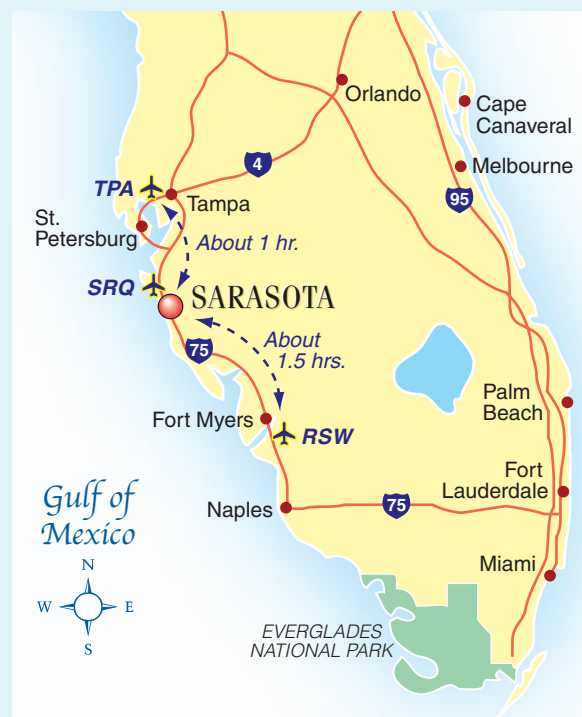 Orlando
Cape
Canaveral
4
Melbourne
TPA
Tampa
95
St.
Petersburg
About 1 hr.
SRQ
SARASOTA
About
1.5 hrs.
75
Palm
Beach
Fort Myers
RSW
Fort
Lauderdale
Gulf of
Mexico
Naples
75
Miami
N
W
E
S
EVERGLADES
NATIONAL PARK